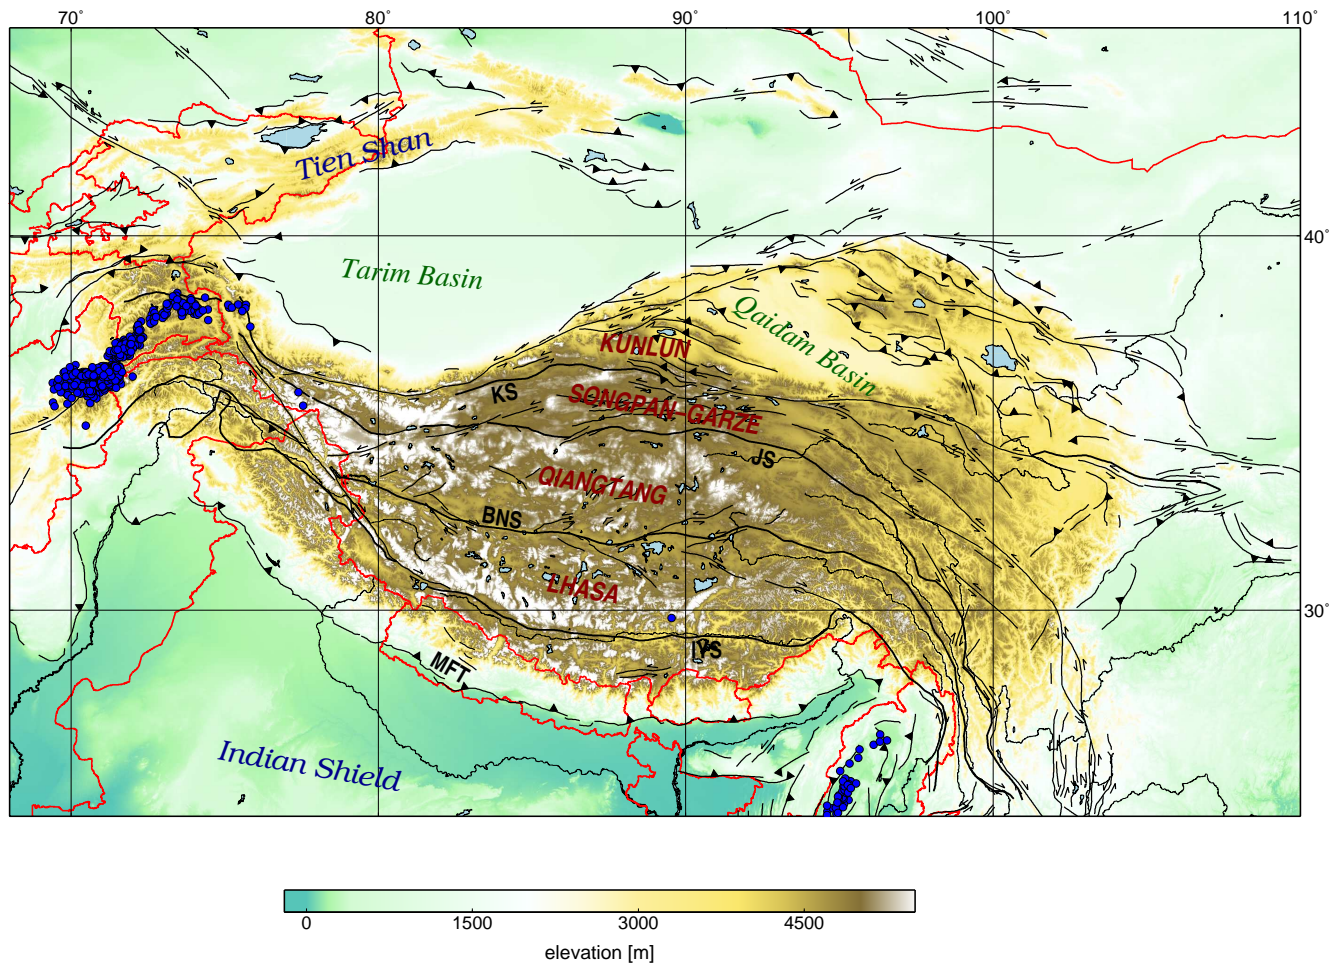 70° 80° 90° 100° 110°
Tien Shan
40°
Tarim Basin
Qaidam Basin
KUNLUN
KS
SONGPAN-GARZE
JS
QIANGTANG
BNS
LHASA
30°
IYS
MFT
Indian Shield
0 1500 3000 4500
elevation [m]